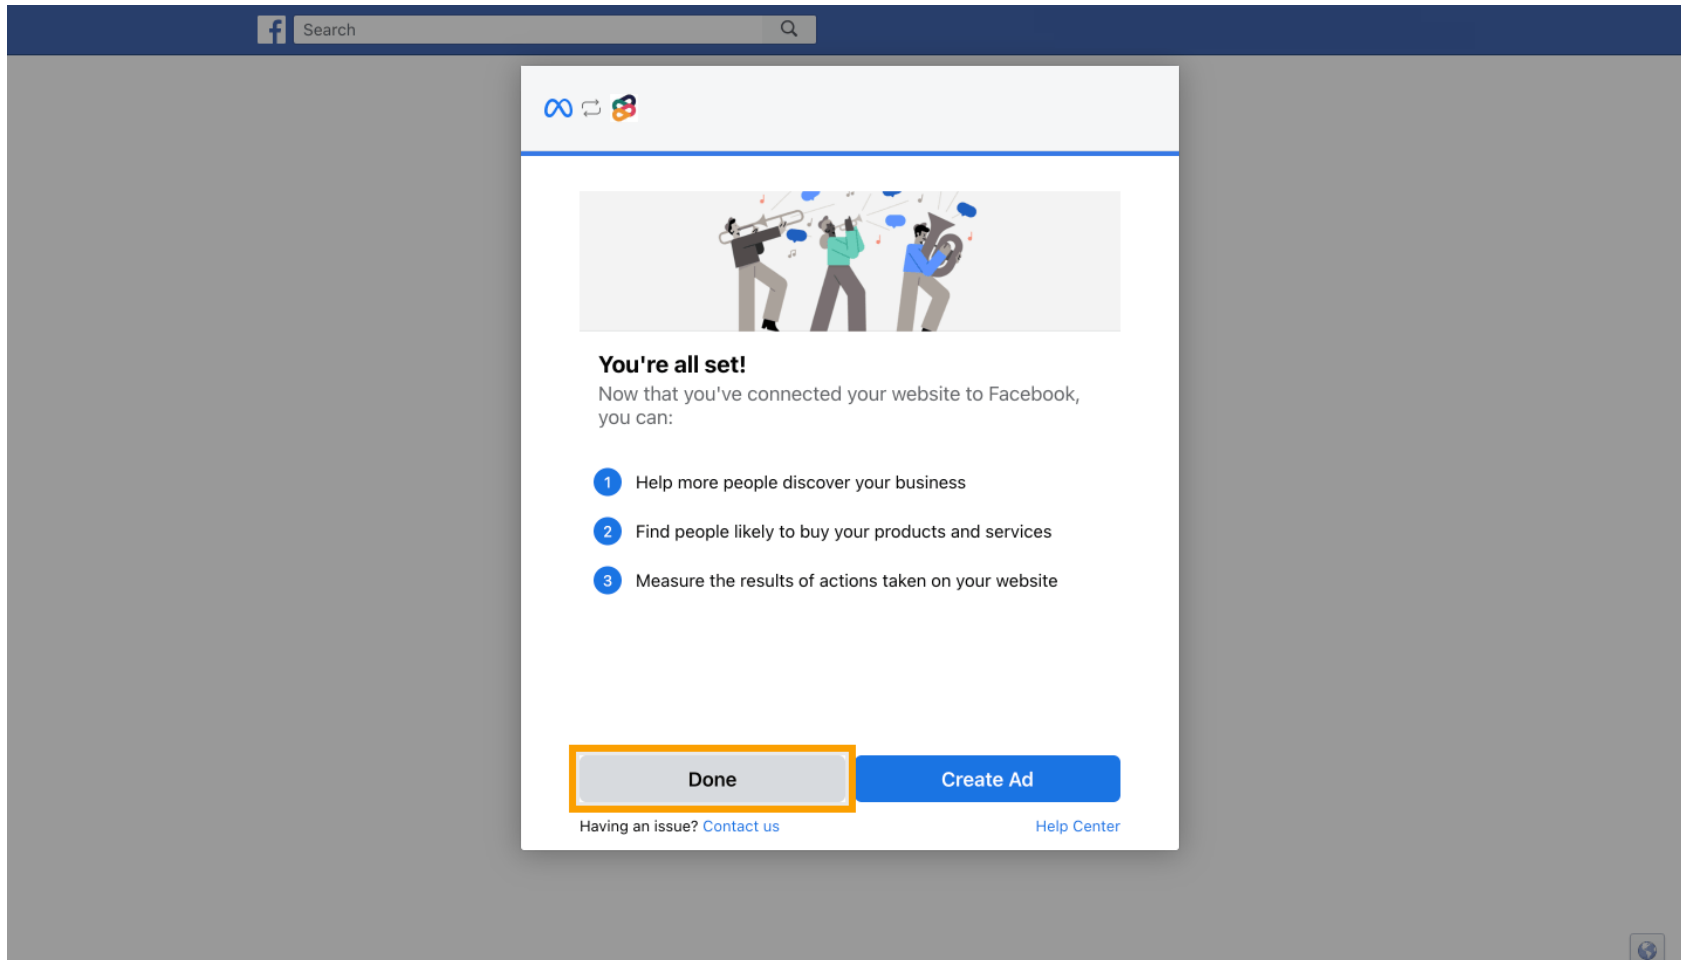 Search
You're all set!
Now that you've connected your website to Facebook,
you can:
1 Help more people discover your business
2 Find people likely to buy your products and services
3 Measure the results of actions taken on your website
Done
Create Ad
Having an issue? Contact us
Help Center